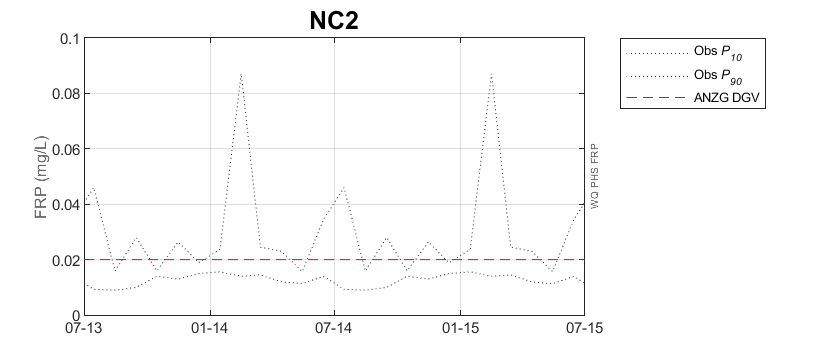 NC2
0.1
0.08
0.06
0.04
0.02
0
FRP (mg/L)
07-13
01-14
07-14
01-15
07-15
WQ PHS FRP
Obs P10
Obs P90
ANZG DGV